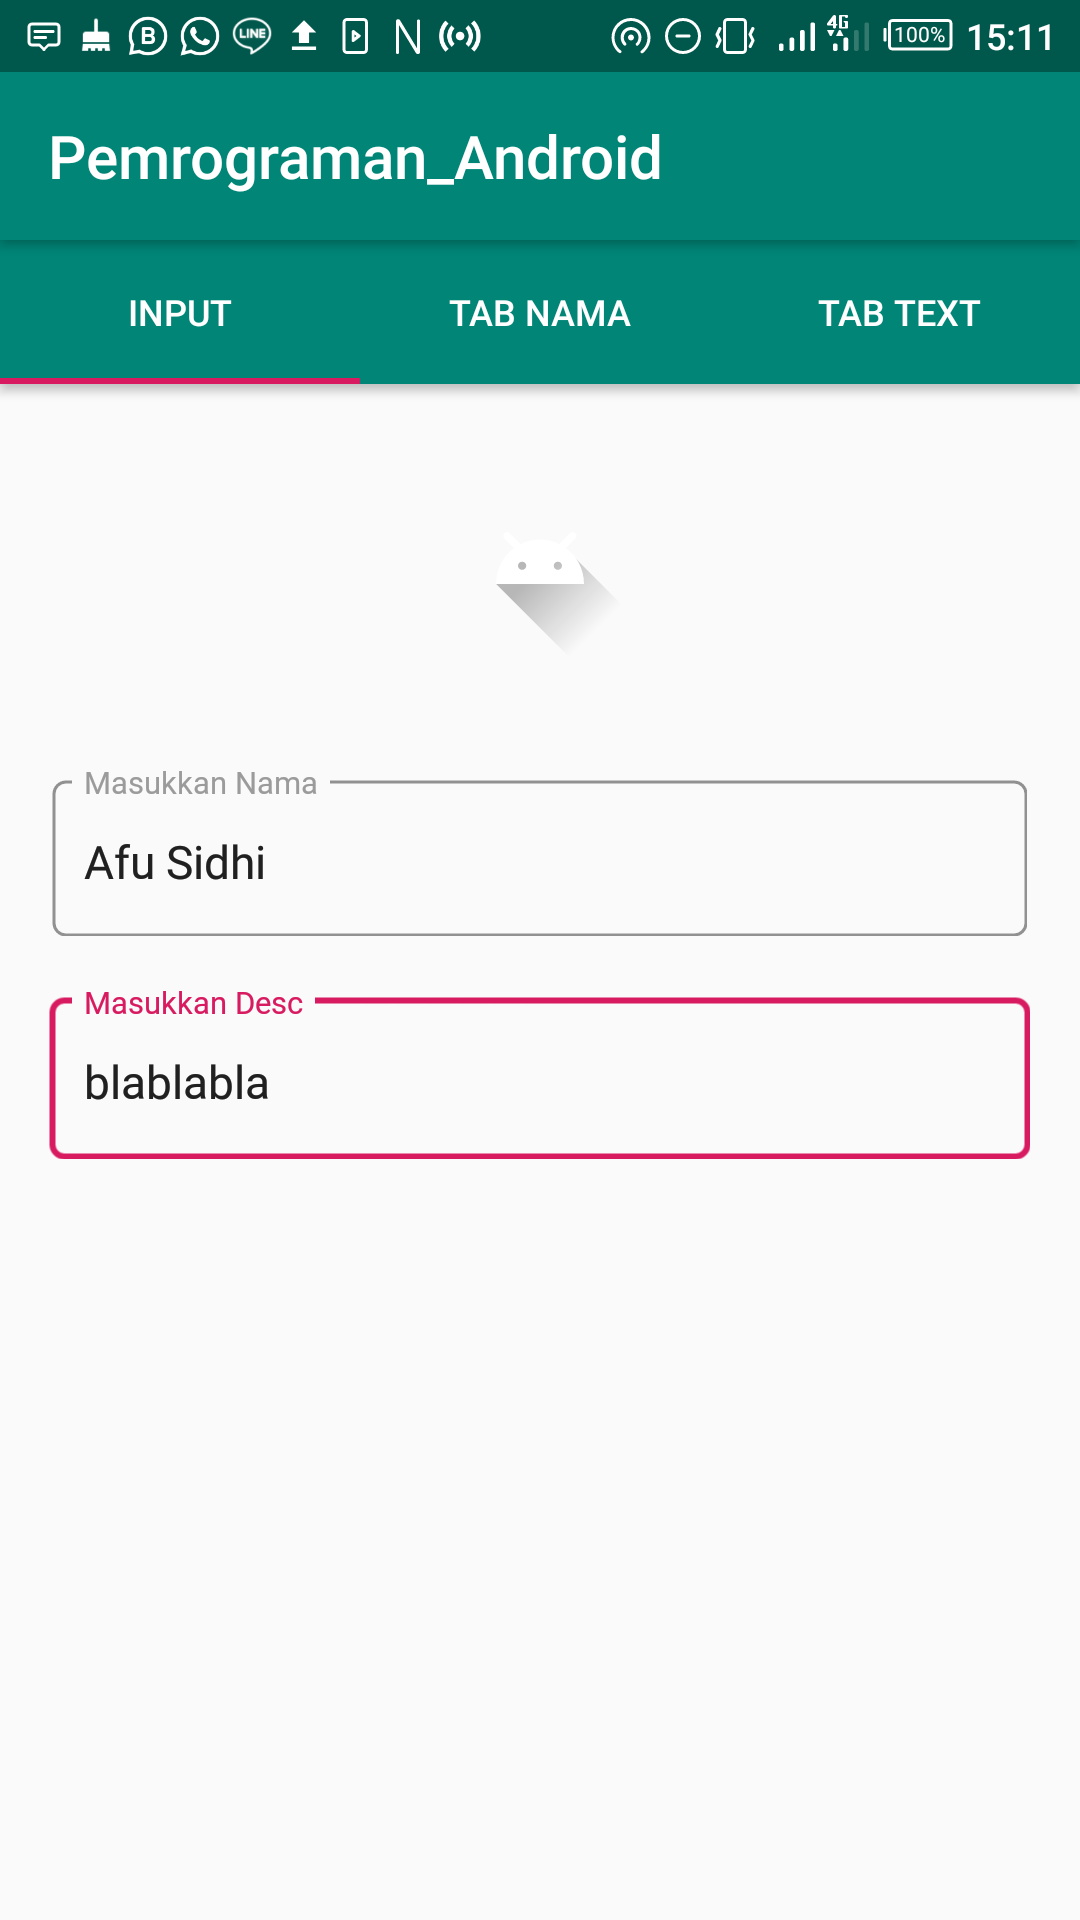 B LINE N 4G 100% 15:11
Pemrograman_Android
INPUT TAB NAMA TAB TEXT
Masukkan Nama
Afu Sidhi
Masukkan Desc
blablabla